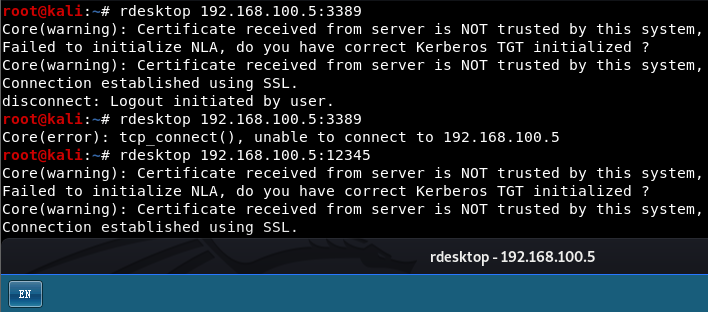 root@kali:~# rdesktop 192.168.100.5:3389
Core(warning): Certificate received from server is NOT trusted by this system,
Failed to initialize NLA, do you have correct Kerberos TGT initialized ?
Core(warning): Certificate received from server is NOT trusted by this system,
Connection established using SSL.
disconnect: Logout initiated by user.
root@kali:~# rdesktop 192.168.100.5:3389
Core(error): tcp_connect(), unable to connect to 192.168.100.5
root@kali:~# rdesktop 192.168.100.5:12345
Core(warning): Certificate received from server is NOT trusted by this system,
Failed to initialize NLA, do you have correct Kerberos TGT initialized ?
Core(warning): Certificate received from server is NOT trusted by this system,
Connection established using SSL.
rdesktop - 192.168.100.5
EN